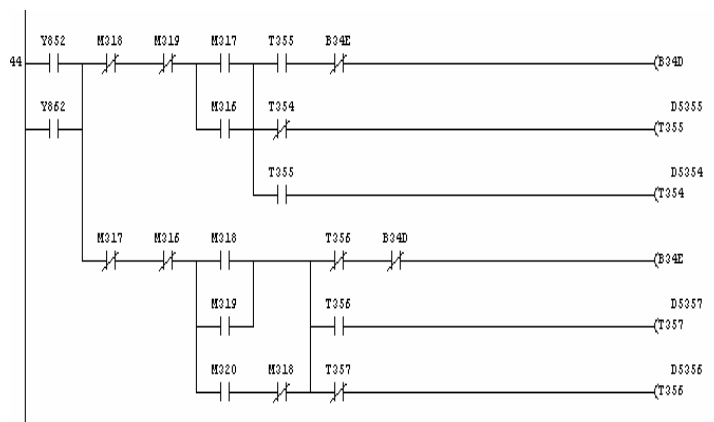 Y852 M318 M319 M317 T355 B34E
44 B34D
Y862 M316 T354 D5355
T355
T355 D5354
T354
M317 M316 M318 T356 B34D
B34E
M319 T356 D5357
T357
M320 M318 T357 D5356
T356